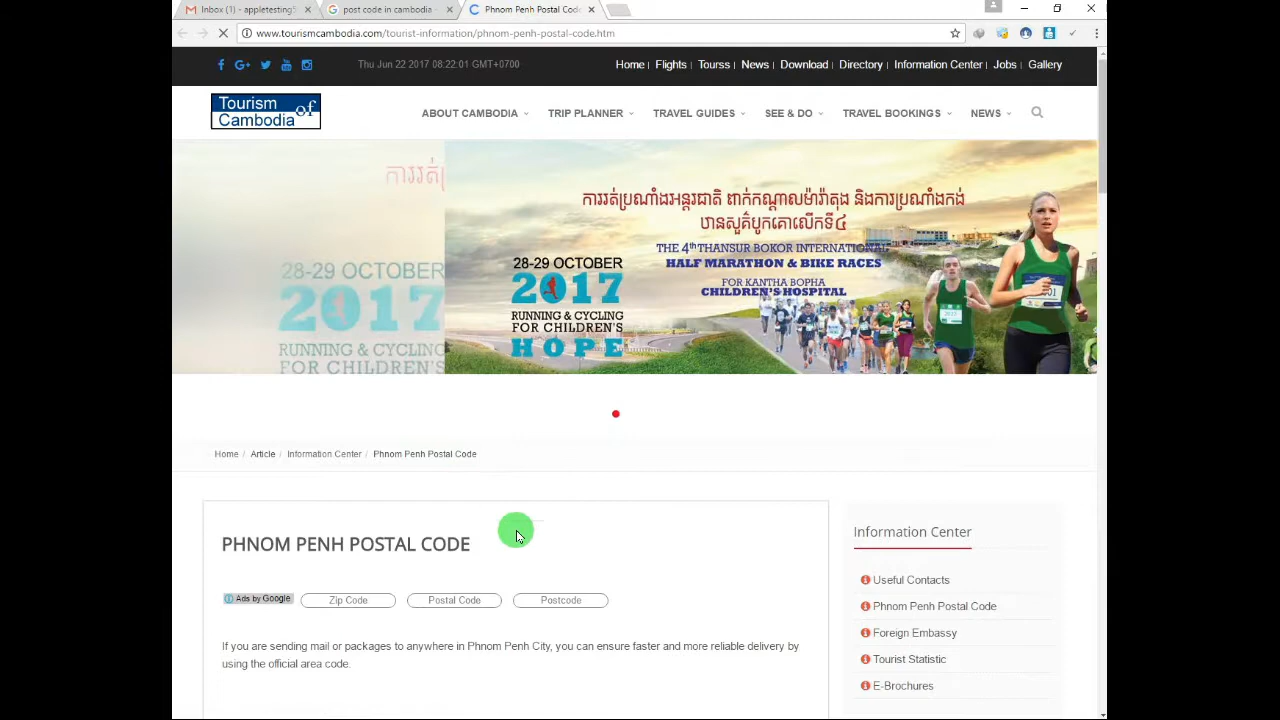 Inbox (1) - appletesting5
post code in cambodia -
Phnom Penh Postal Code
www.tourismcambodia.com/tourist-information/phnom-penh-postal-code.htm
Thu Jun 22 2017 08:22:01 GMT+0700
Home | Flights | Tourss | News | Download | Directory | Information Center | Jobs | Gallery
Tourism of
Cambodia
ABOUT CAMBODIA TRIP PLANNER TRAVEL GUIDES SEE & DO TRAVEL BOOKINGS NEWS
ការរត់ប្រណាំងអន្តរជាតិ ពាក់កណ្តាលម៉ារ៉ាតុង និងការប្រណាំងកង់
ឋានសួគ៌បូកគោលើកទី៤
THE 4th THANSUR BOKOR INTERNATIONAL
HALF MARATHON & BIKE RACES
FOR KANTHA BOPHA
CHILDREN'S HOSPITAL
28-29 OCTOBER
2017
RUNNING & CYCLING
FOR CHILDREN'S
HOPE
ការរត់
28-29 OCTOBER
2017
RUNNING & CYCLING
FOR CHILDREN'S
Home / Article / Information Center / Phnom Penh Postal Code
PHNOM PENH POSTAL CODE
Ads by Google Zip Code Postal Code Postcode
If you are sending mail or packages to anywhere in Phnom Penh City, you can ensure faster and more reliable delivery by
using the official area code.
Information Center
Useful Contacts
Phnom Penh Postal Code
Foreign Embassy
Tourist Statistic
E-Brochures